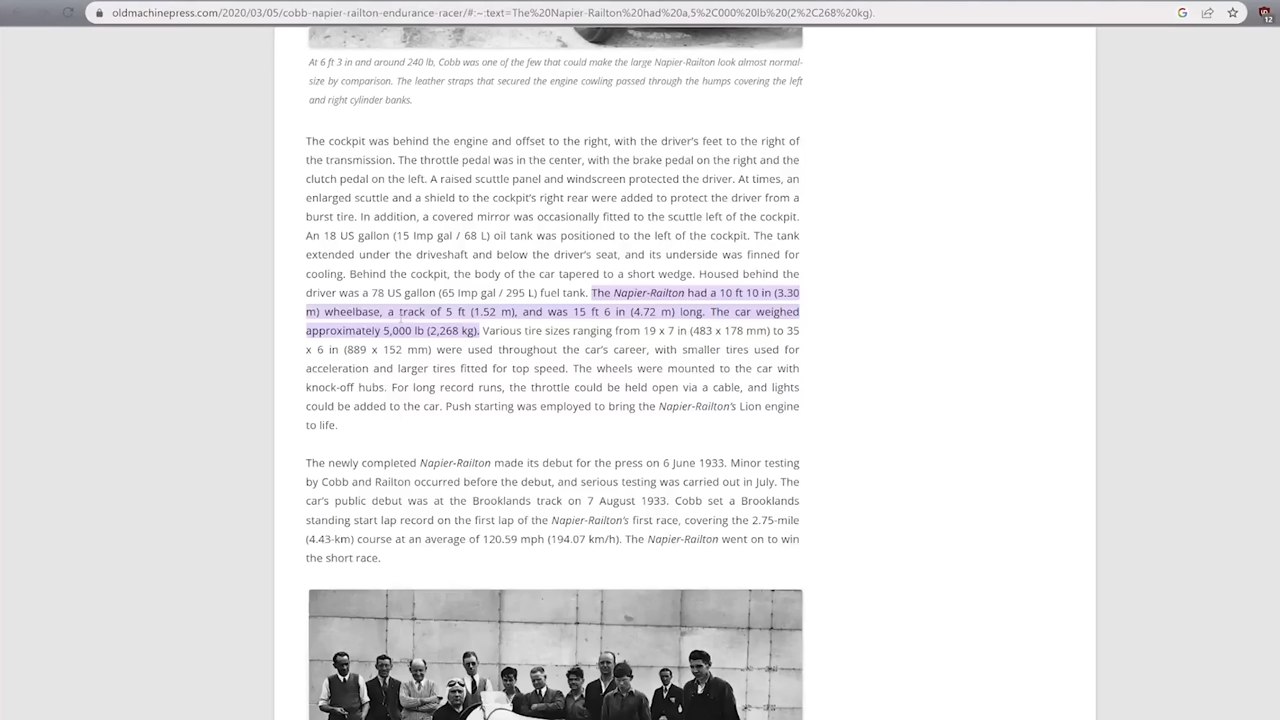 oldmachinepress.com/2020/03/05/cobb-napier-railton-endurance-racer/#:~:text=The%20Napier-Railton%20had%20a,5%2C000%20lb%20(2%2C268%20kg).
12
At 6 ft 3 in and around 240 lb, Cobb was one of the few that could make the large Napier-Railton look almost normal-
size by comparison. The leather straps that secured the engine cowling passed through the humps covering the left
and right cylinder banks.
The cockpit was behind the engine and offset to the right, with the driver's feet to the right of
the transmission. The throttle pedal was in the center, with the brake pedal on the right and the
clutch pedal on the left. A raised scuttle panel and windscreen protected the driver. At times, an
enlarged scuttle and a shield to the cockpit's right rear were added to protect the driver from a
burst tire. In addition, a covered mirror was occasionally fitted to the scuttle left of the cockpit.
An 18 US gallon (15 Imp gal / 68 L) oil tank was positioned to the left of the cockpit. The tank
extended under the driveshaft and below the driver's seat, and its underside was finned for
cooling. Behind the cockpit, the body of the car tapered to a short wedge. Housed behind the
driver was a 78 US gallon (65 Imp gal / 295 L) fuel tank. The Napier-Railton had a 10 ft 10 in (3.30
m) wheelbase, a track of 5 ft (1.52 m), and was 15 ft 6 in (4.72 m) long. The car weighed
approximately 5,000 lb (2,268 kg). Various tire sizes ranging from 19 x 7 in (483 x 178 mm) to 35
x 6 in (889 x 152 mm) were used throughout the car's career, with smaller tires used for
acceleration and larger tires fitted for top speed. The wheels were mounted to the car with
knock-off hubs. For long record runs, the throttle could be held open via a cable, and lights
could be added to the car. Push starting was employed to bring the Napier-Railton's Lion engine
to life.
The newly completed Napier-Railton made its debut for the press on 6 June 1933. Minor testing
by Cobb and Railton occurred before the debut, and serious testing was carried out in July. The
car's public debut was at the Brooklands track on 7 August 1933. Cobb set a Brooklands
standing start lap record on the first lap of the Napier-Railton's first race, covering the 2.75-mile
(4.43-km) course at an average of 120.59 mph (194.07 km/h). The Napier-Railton went on to win
the short race.